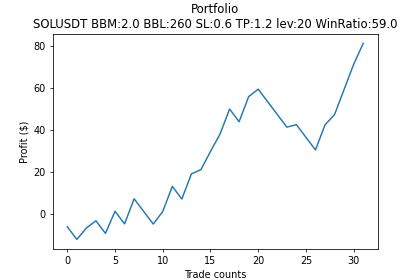 Portfolio
SOLUSDT BBM:2.0 BBL:260 SL:0.6 TP:1.2 lev:20 WinRatio:59.0
80
60
40
20
0
Profit ($)
0 5 10 15 20 25 30
Trade counts